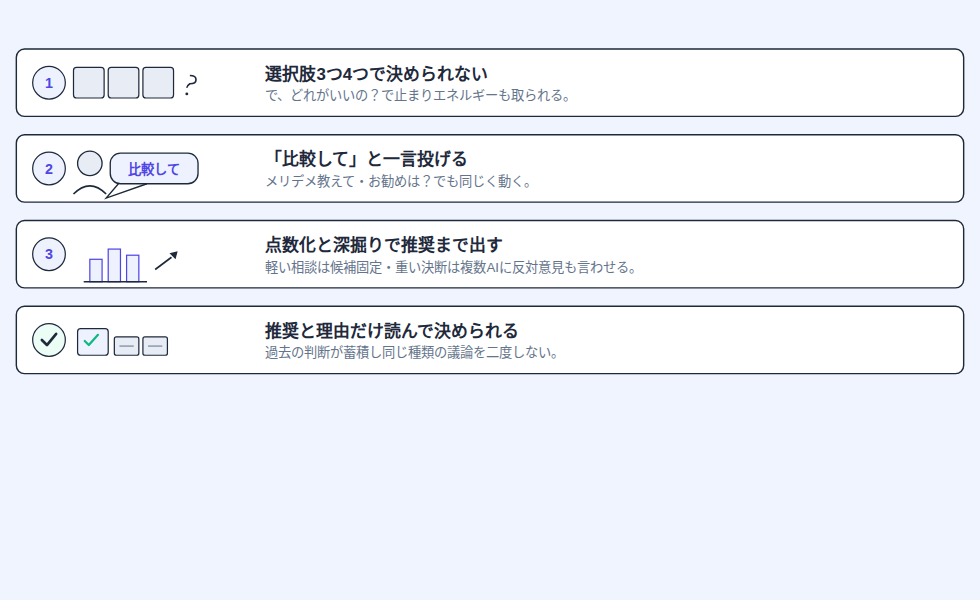 1
?
選択肢3つ4つで決められない
で、どれがいいの？で止まりエネルギーも取られる。
2
比較して
「比較して」と一言投げる
メリデメ教えて・お勧めは？でも同じく動く。
3
点数化と深掘りで推奨まで出す
軽い相談は候補固定・重い決断は複数AIに反対意見も言わせる。
推奨と理由だけ読んで決められる
過去の判断が蓄積し同じ種類の議論を二度しない。